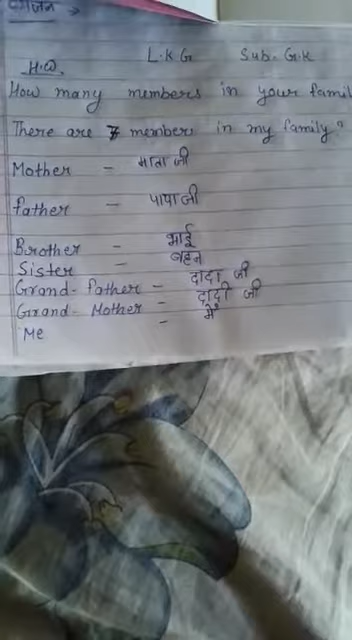 L.K.G Sub. G.K
H.W.
How many members in your famil
There are 7 members in my family.
Mother - माता जी
father - पापा जी
Brother - भाई
Sister - बहन
Grand-father - दादा जी
Grand-Mother - दादी जी
Me - मैं